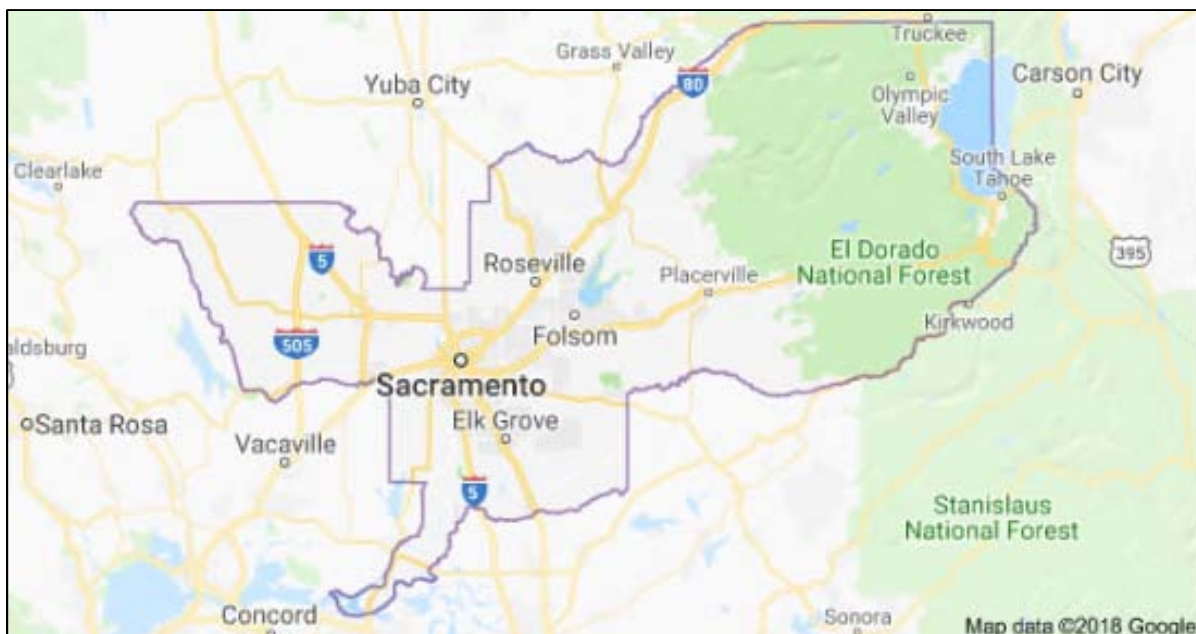 Truckee
Grass Valley
80
Carson City
Yuba City
Olympic
Valley
Clearlake
South Lake
Tahoe
395
5
El Dorado
National Forest
Roseville
Placerville
Folsom
Kirkwood
505
aldsburg
Sacramento
Santa Rosa
Elk Grove
Vacaville
5
Stanislaus
National Forest
Concord
Sonora
Map data ©2018 Google